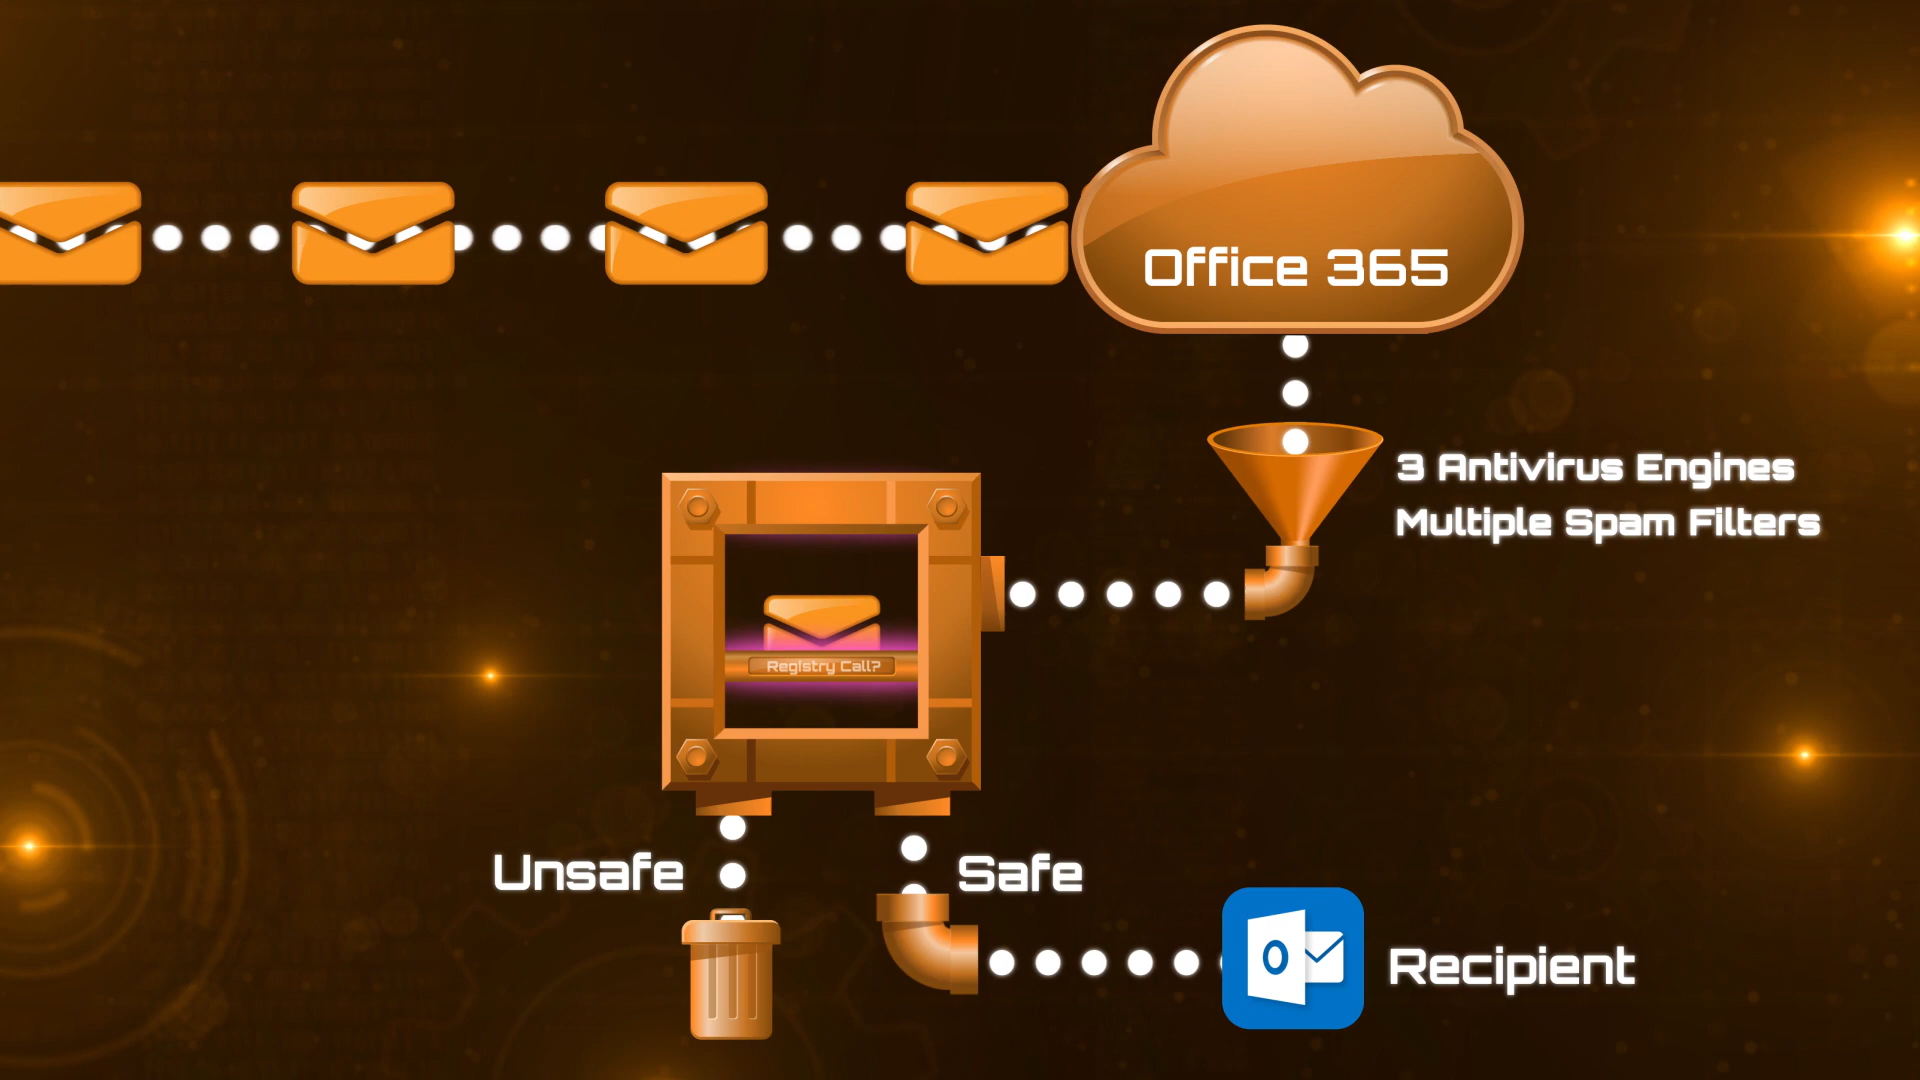 Office 365
3 Antivirus Engines
Multiple Spam Filters
Registry Call?
Unsafe
Safe
Recipient